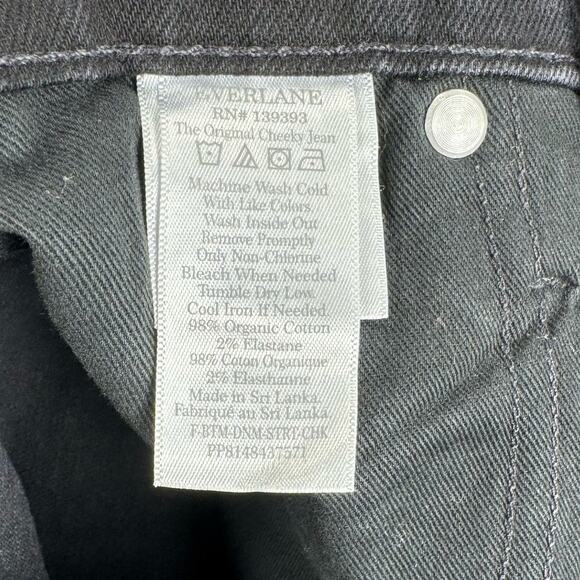 EVERLANE
RN# 139393
The Original Cheeky Jean
Machine Wash Cold
With Like Colors.
Wash Inside Out
Remove Promptly
Only Non-Chlorine
Bleach When Needed
Tumble Dry Low.
Cool Iron If Needed.
98% Organic Cotton
2% Elastane
98% Coton Organique
2% Elasthanne
Made in Sri Lanka.
Fabriqué au Sri Lanka
F-BTM-DNM-STRT-CHK
PP8148437571